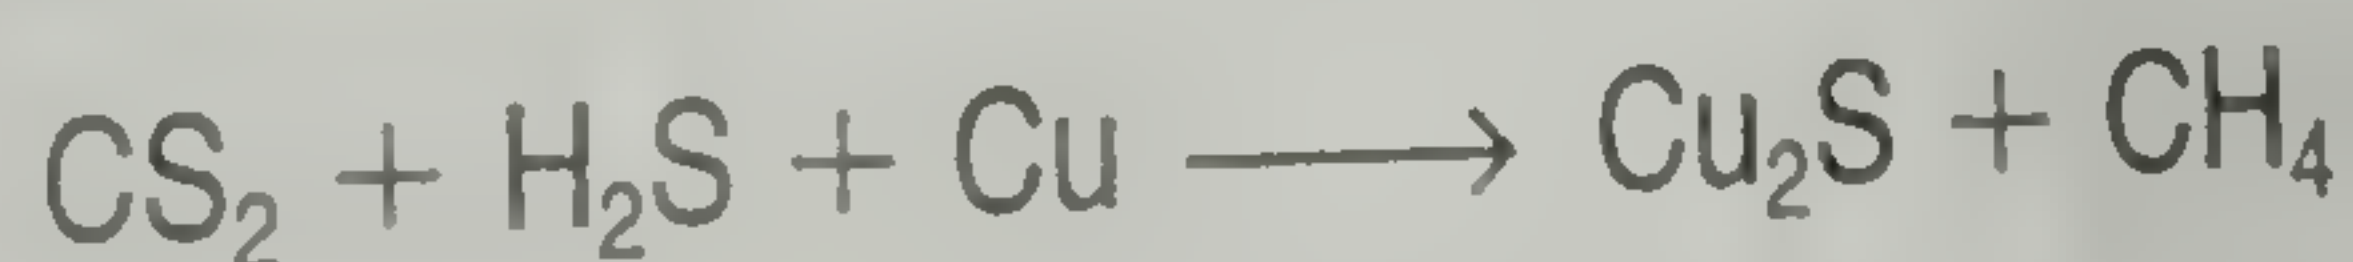 CS₂ + H₂S + Cu ⟶ Cu₂S + CH₄